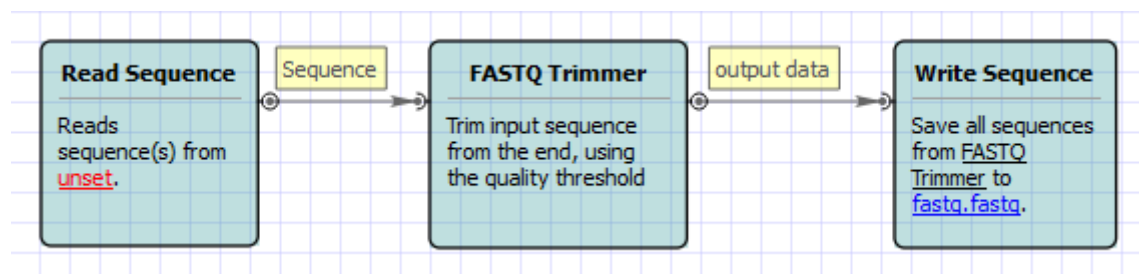 Read Sequence
Reads
sequence(s) from
unset.
Sequence
FASTQ Trimmer
Trim input sequence
from the end, using
the quality threshold
output data
Write Sequence
Save all sequences
from FASTQ
Trimmer to
fastq.fastq.